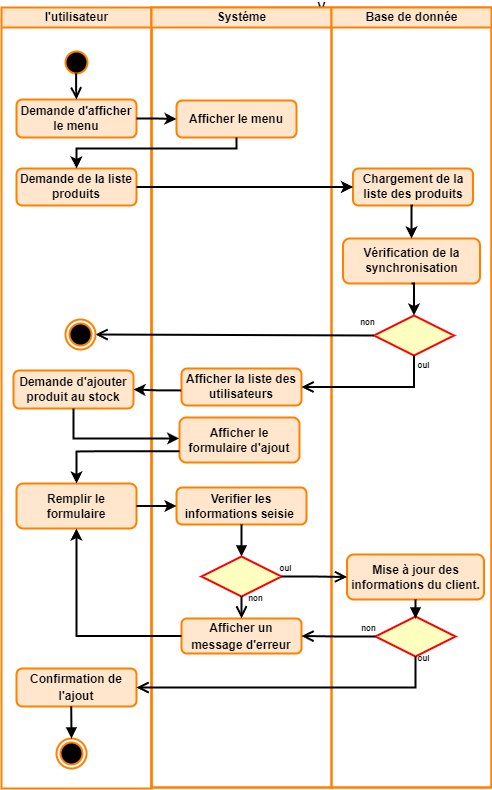 l'utilisateur
Systéme
Base de donnée
Demande d'afficher
le menu
Afficher le menu
Demande de la liste
produits
Chargement de la
liste des produits
Vérification de la
synchronisation
non
oui
Afficher la liste des
utilisateurs
Demande d'ajouter
produit au stock
Afficher le
formulaire d'ajout
Remplir le
formulaire
Verifier les
informations seisie
oui
non
Mise à jour des
informations du client.
non
oui
Afficher un
message d'erreur
Confirmation de
l'ajout